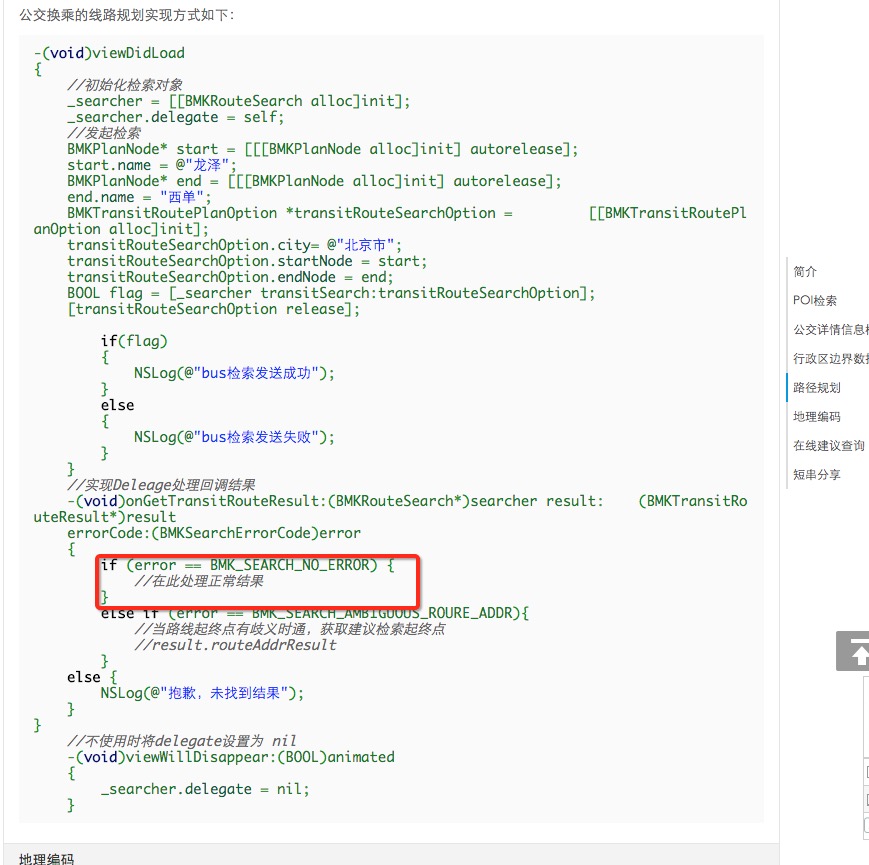 公交换乘的线路规划实现方式如下：
-(void)viewDidLoad
{
//初始化检索对象
_searcher = [[BMKRouteSearch alloc]init];
_searcher.delegate = self;
//发起检索
BMKPlanNode* start = [[[BMKPlanNode alloc]init] autorelease];
start.name = @"龙泽";
BMKPlanNode* end = [[[BMKPlanNode alloc]init] autorelease];
end.name = "西单";
BMKTransitRoutePlanOption *transitRouteSearchOption =         [[BMKTransitRoutePl
anOption alloc]init];
transitRouteSearchOption.city= @"北京市";
transitRouteSearchOption.startNode = start;
transitRouteSearchOption.endNode = end;
BOOL flag = [_searcher transitSearch:transitRouteSearchOption];
[transitRouteSearchOption release];
if(flag)
{
NSLog(@"bus检索发送成功");
}
else
{
NSLog(@"bus检索发送失败");
}
}
//实现Deleage处理回调结果
-(void)onGetTransitRouteResult:(BMKRouteSearch*)searcher result:    (BMKTransitRo
uteResult*)result
errorCode:(BMKSearchErrorCode)error
{
if (error == BMK_SEARCH_NO_ERROR) {
//在此处理正常结果
}
else if (error == BMK_SEARCH_AMBIGUOUS_ROURE_ADDR){
//当路线起终点有歧义时通，获取建议检索起终点
//result.routeAddrResult
}
else {
NSLog(@"抱歉，未找到结果");
}
}
//不使用时将delegate设置为 nil
-(void)viewWillDisappear:(BOOL)animated
{
_searcher.delegate = nil;
}
地理编码
简介
POI检索
公交详情信息
行政区边界数
路径规划
地理编码
在线建议查询
短串分享